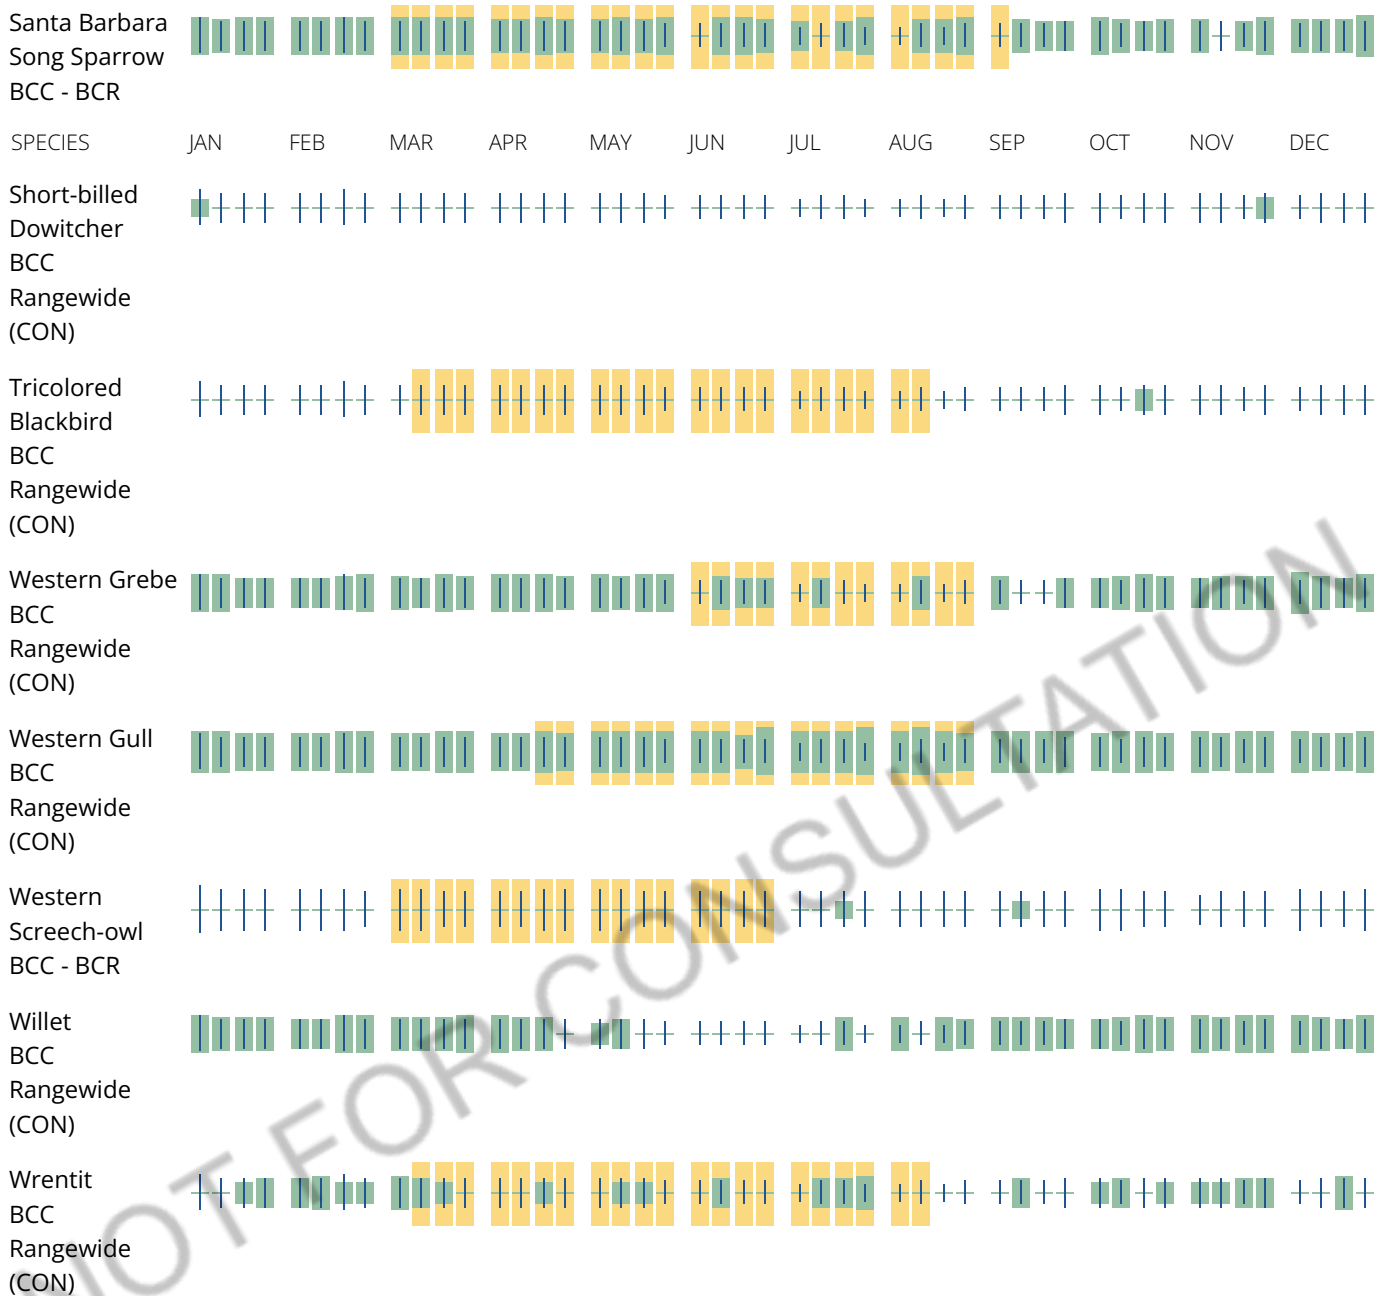 Santa Barbara
Song Sparrow
BCC - BCR
SPECIES JAN FEB MAR APR MAY JUN JUL AUG SEP OCT NOV DEC
Short-billed
Dowitcher
BCC
Rangewide
(CON)
Tricolored
Blackbird
BCC
Rangewide
(CON)
Western Grebe
BCC
Rangewide
(CON)
Western Gull
BCC
Rangewide
(CON)
Western
Screech-owl
BCC - BCR
Willet
BCC
Rangewide
(CON)
Wrentit
BCC
Rangewide
(CON)
NOT FOR CONSULTATION